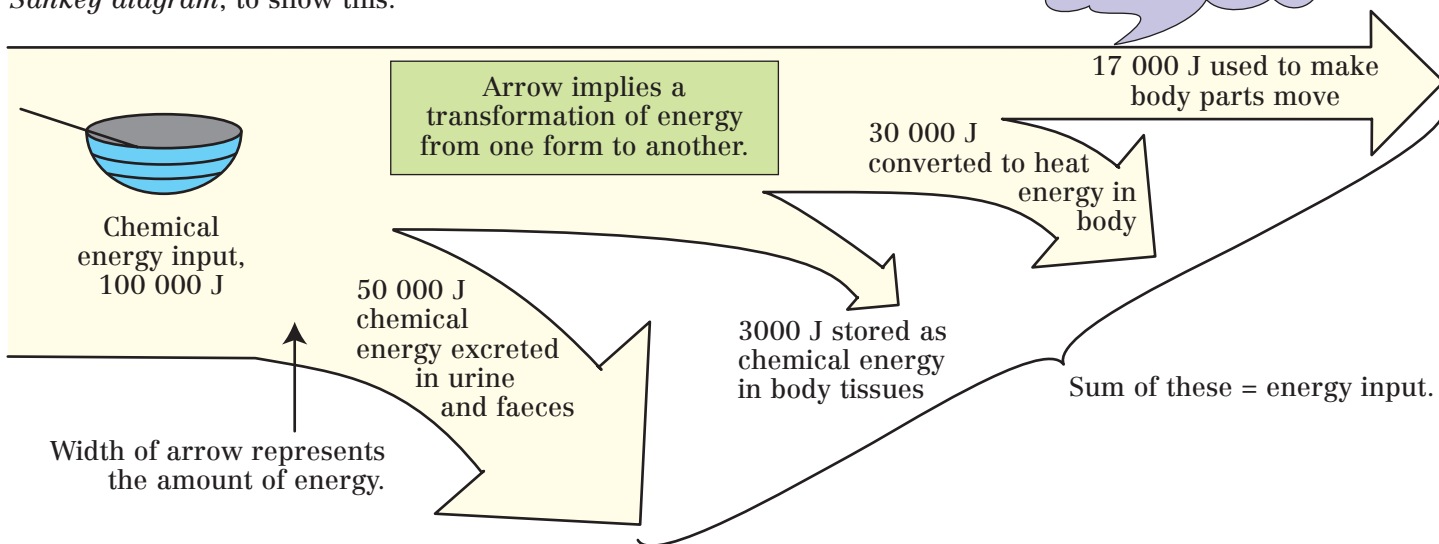 Sankey diagram, to show this.
17 000 J used to make
body parts move
Arrow implies a
transformation of energy
from one form to another.
30 000 J
converted to heat
energy in
body
Chemical
energy input,
100 000 J
50 000 J
chemical
energy excreted
in urine
and faeces
3000 J stored as
chemical energy
in body tissues
Sum of these = energy input.
Width of arrow represents
the amount of energy.